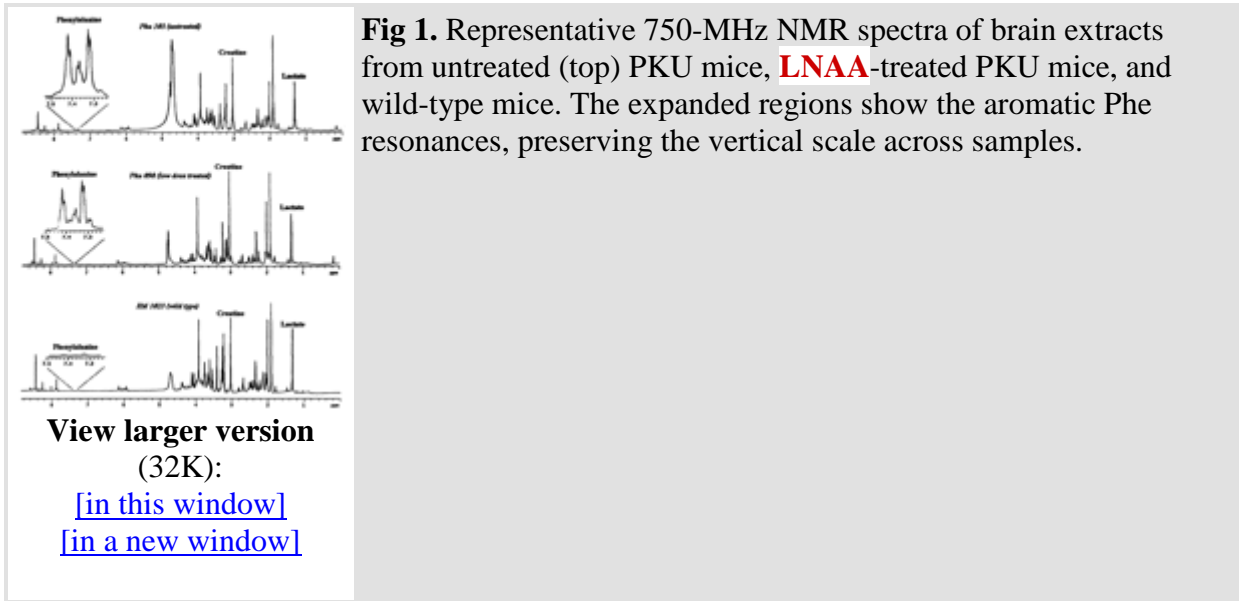 Phenylalanine
Creatine
Lactate
Phenylalanine
Creatine
Lactate
Phenylalanine
Creatine
Lactate
Fig 1. Representative 750-MHz NMR spectra of brain extracts
from untreated (top) PKU mice, LNAA-treated PKU mice, and
wild-type mice. The expanded regions show the aromatic Phe
resonances, preserving the vertical scale across samples.
View larger version
(32K):
[in this window]
[in a new window]